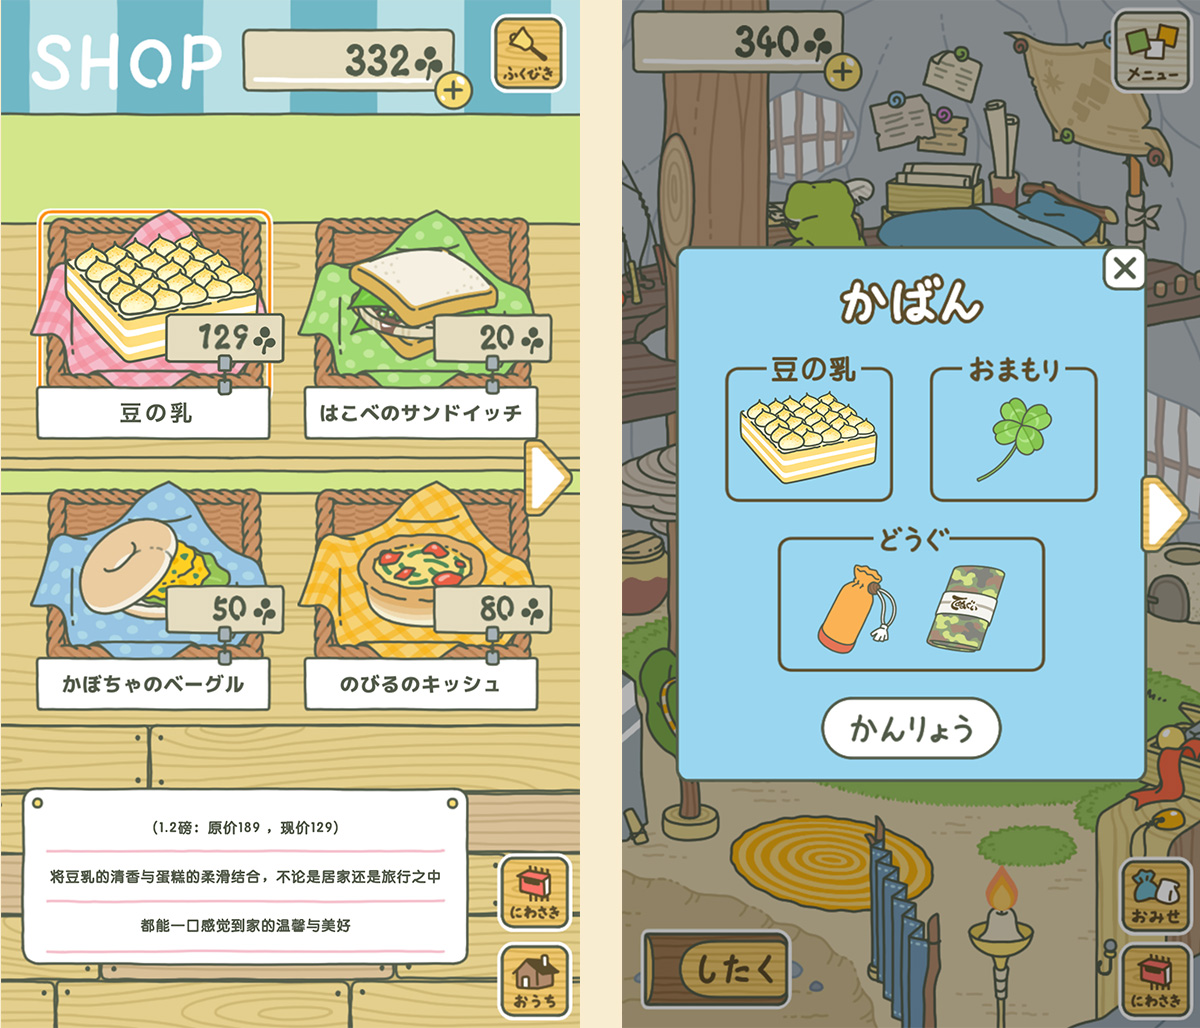 SHOP
332
ふくびき
129
豆の乳
20
はこべのサンドイッチ
50
かぼちゃのベーグル
80
のびるのキッシュ
(1.2磅：原价189 ，现价129)
将豆乳的清香与蛋糕的柔滑结合，不论是居家还是旅行之中
都能一口感觉到家的温馨与美好
にわさき
おうち
340
メニュー
かばん
豆の乳
おまもり
どうぐ
てぬぐい
かんりょう
したく
おみせ
にわさき